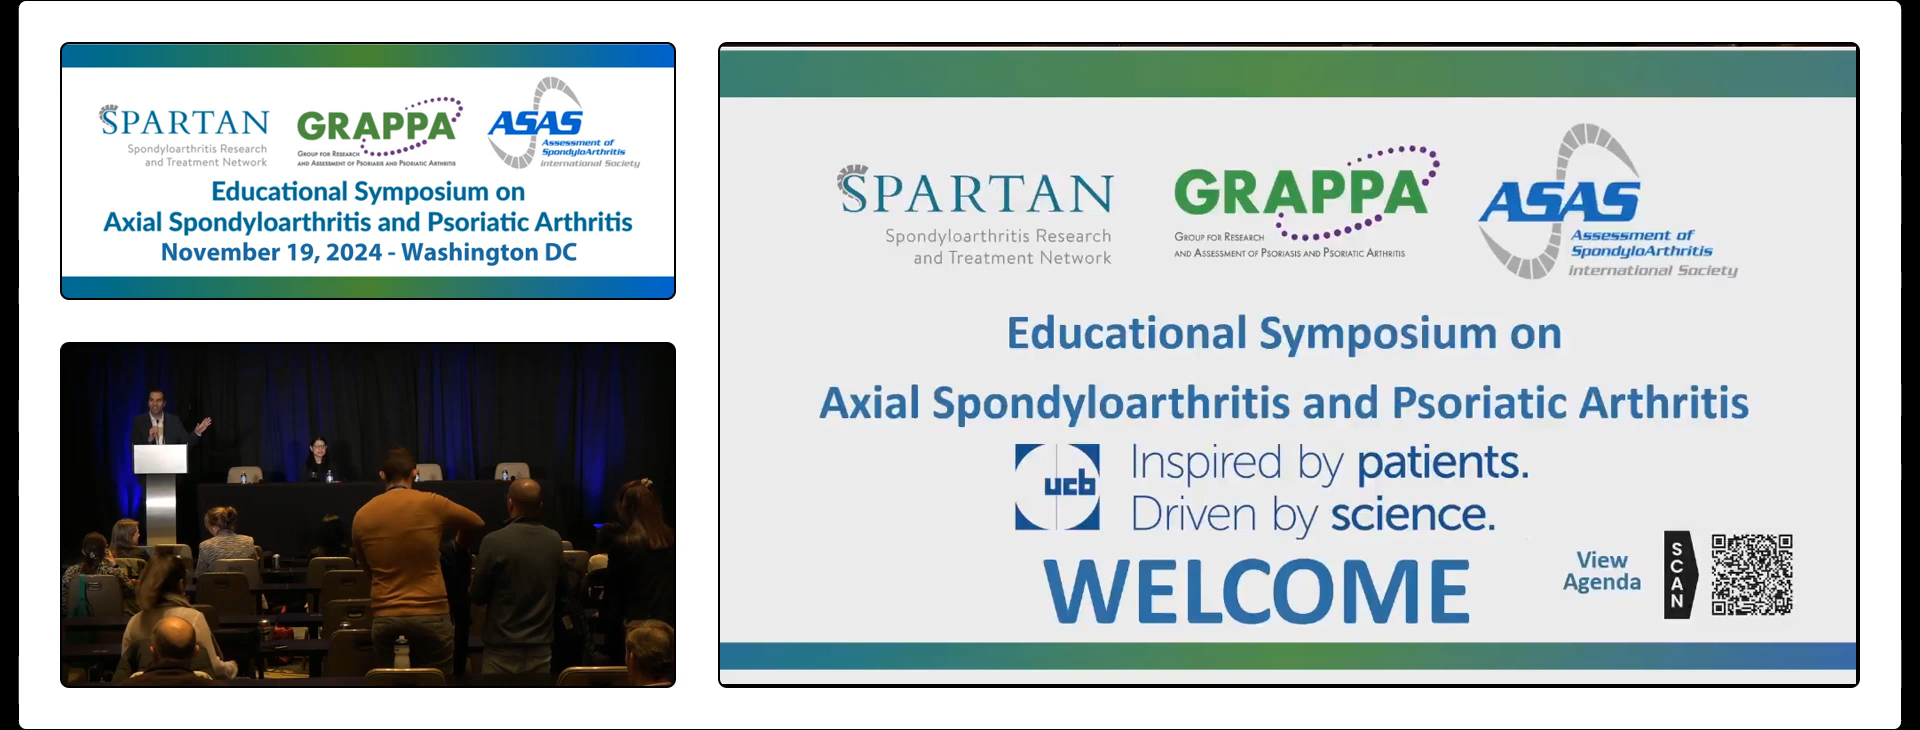 SPARTAN
Spondyloarthritis Research
and Treatment Network
GRAPPA
Group for Research
and Assessment of Psoriasis and Psoriatic Arthritis
ASAS
Assessment of
SpondyloArthritis
international Society
Educational Symposium on
Axial Spondyloarthritis and Psoriatic Arthritis
November 19, 2024 - Washington DC
SPARTAN
Spondyloarthritis Research
and Treatment Network
GRAPPA
Group for Research
and Assessment of Psoriasis and Psoriatic Arthritis
ASAS
Assessment of
SpondyloArthritis
international Society
Educational Symposium on
Axial Spondyloarthritis and Psoriatic Arthritis
ucb
Inspired by patients.
Driven by science.
WELCOME
View
Agenda
SCAN